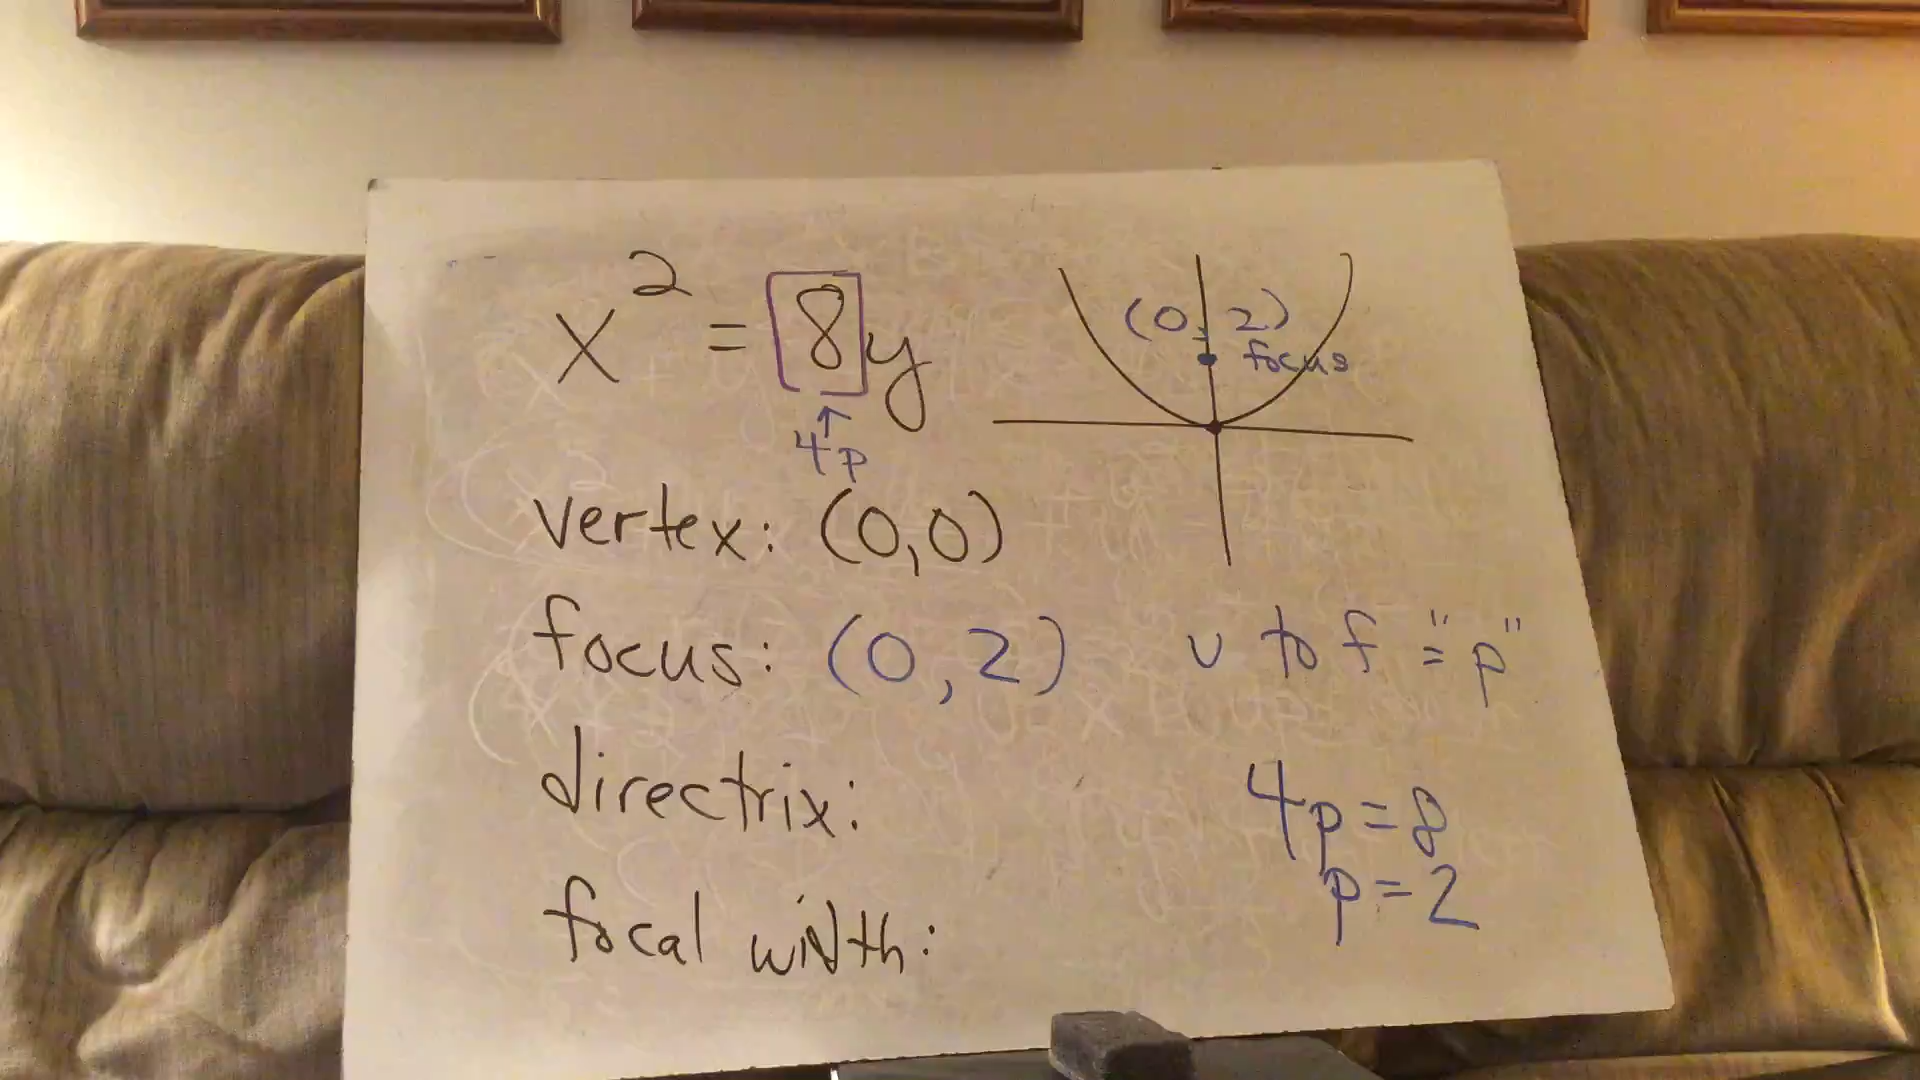 x² = 8y
4p
(0, 2)
focus
vertex: (0,0)
focus: (0,2)
v to f = "p"
directrix:
4p=8
p=2
focal width: